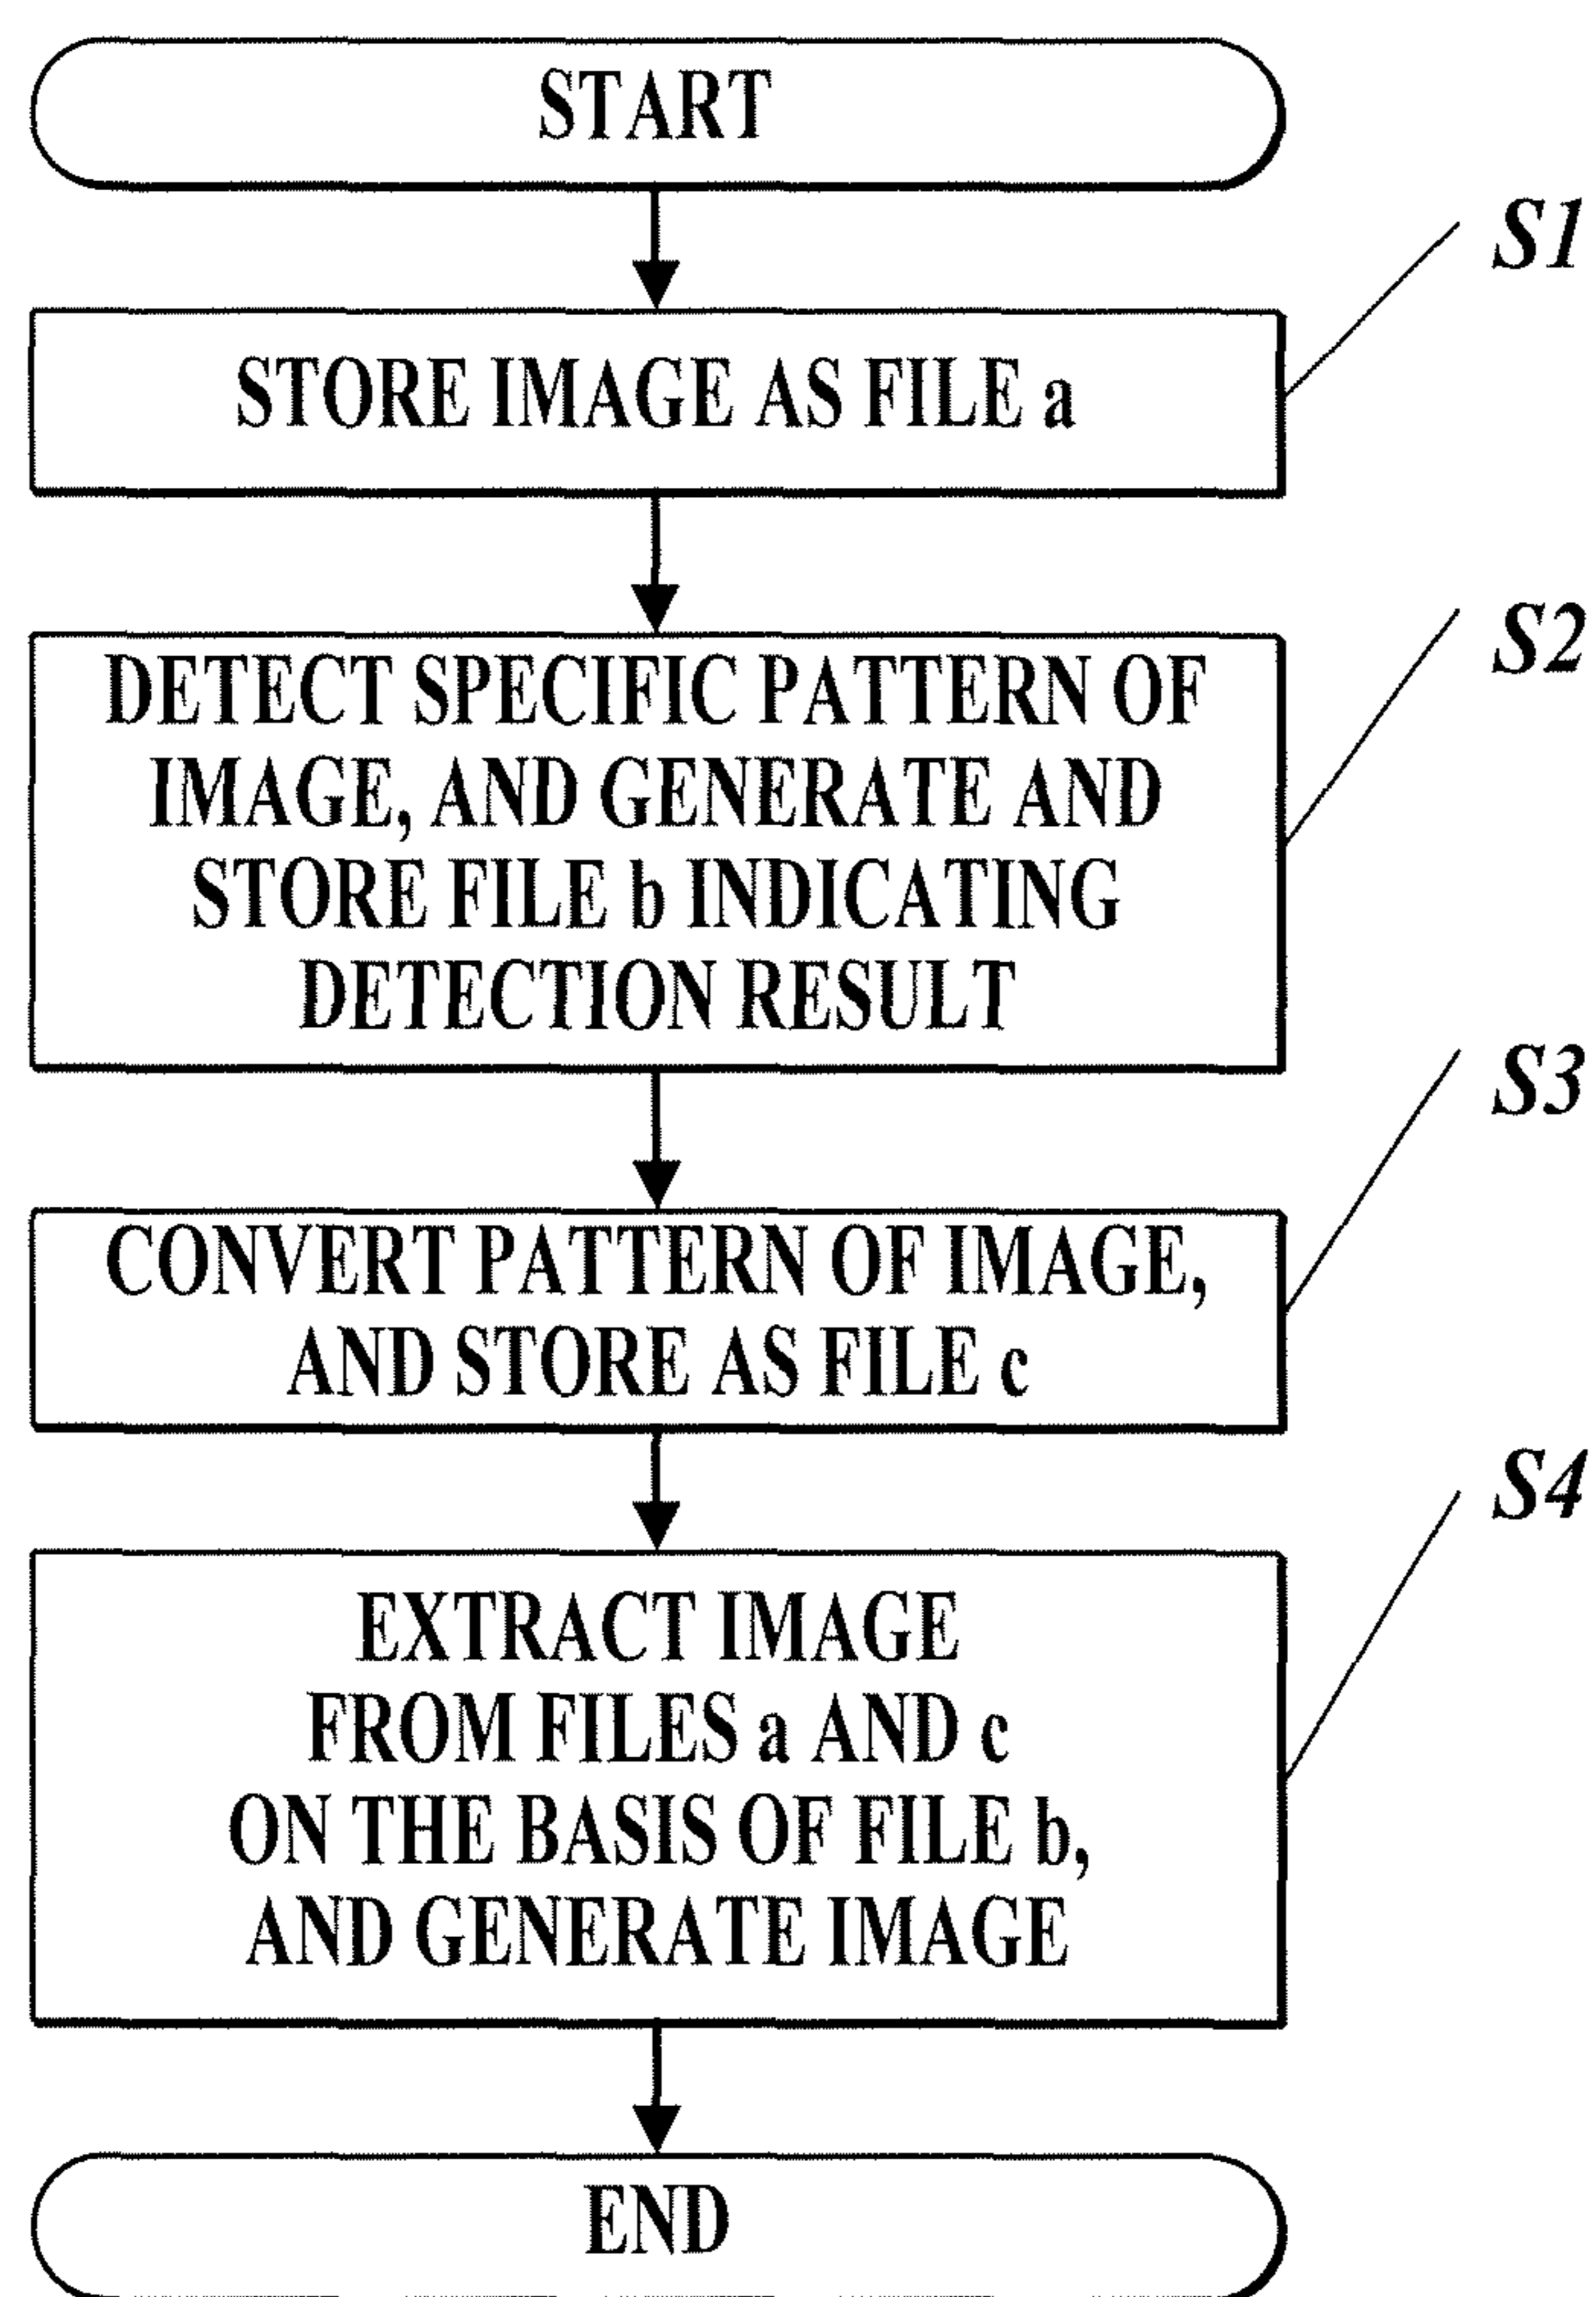 START
S1
STORE IMAGE AS FILE a
S2
DETECT SPECIFIC PATTERN OF
IMAGE, AND GENERATE AND
STORE FILE b INDICATING
DETECTION RESULT
S3
CONVERT PATTERN OF IMAGE,
AND STORE AS FILE c
S4
EXTRACT IMAGE
FROM FILES a AND c
ON THE BASIS OF FILE b,
AND GENERATE IMAGE
END